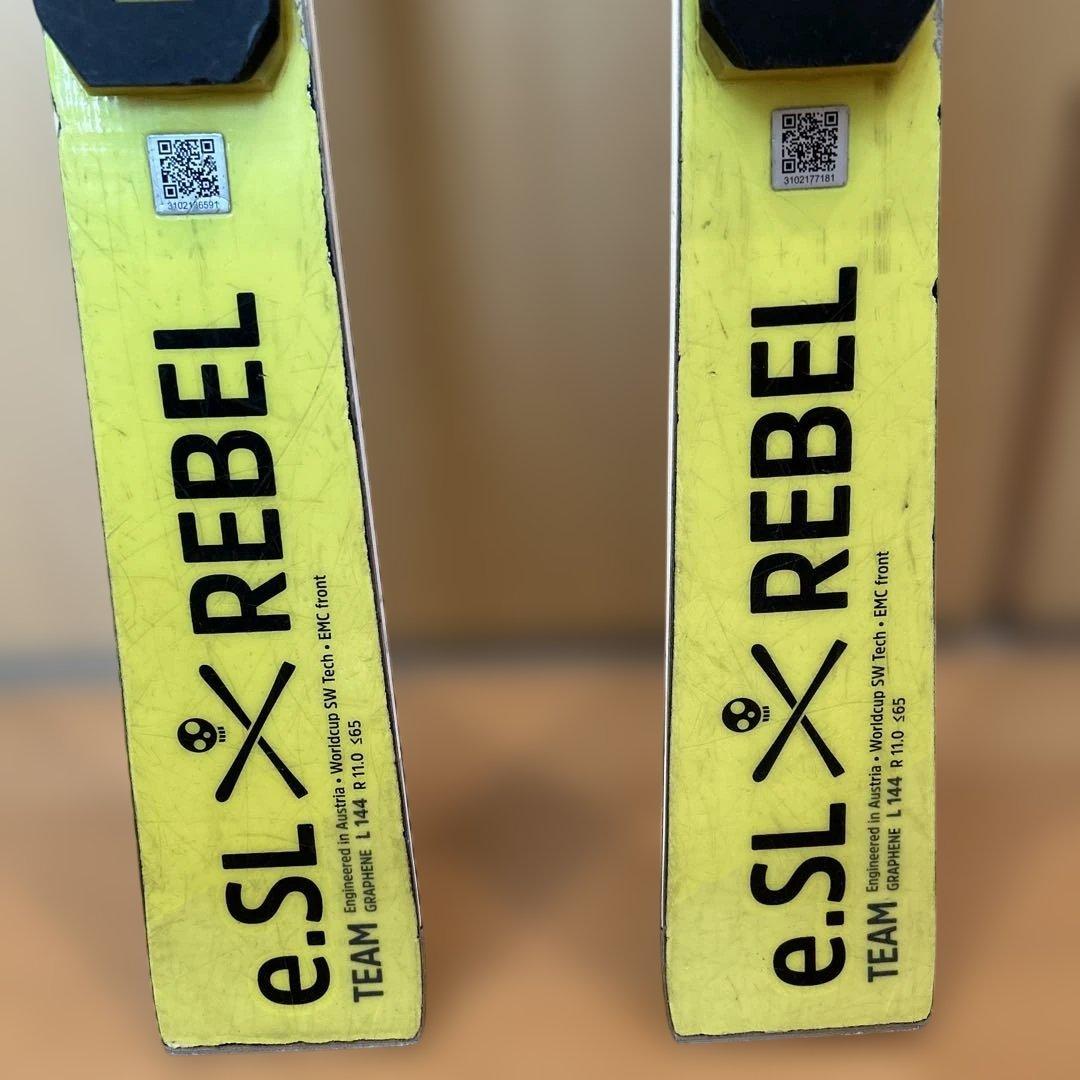 3102136591
e.SL REBEL
TEAM
Engineered in Austria • Worldcup SW Tech • EMC front
GRAPHENE L 144 R 11.0 ≤65
3102177181
e.SL REBEL
TEAM
Engineered in Austria • Worldcup SW Tech • EMC front
GRAPHENE L 144 R 11.0 ≤65